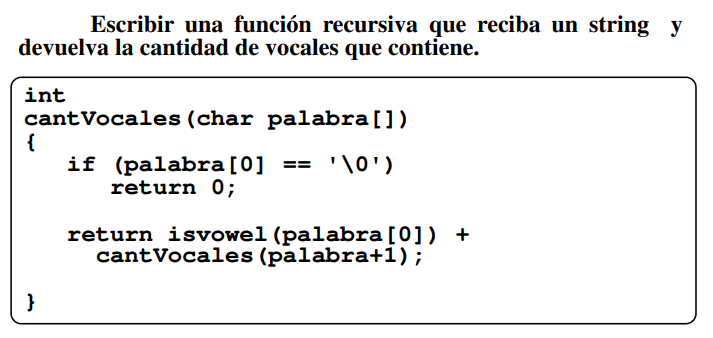 Escribir una función recursiva que reciba un string y
devuelva la cantidad de vocales que contiene.
int
cantVocales(char palabra[])
{
if (palabra[0] == '\0')
return 0;
return isvowel(palabra[0]) +
cantVocales(palabra+1);
}